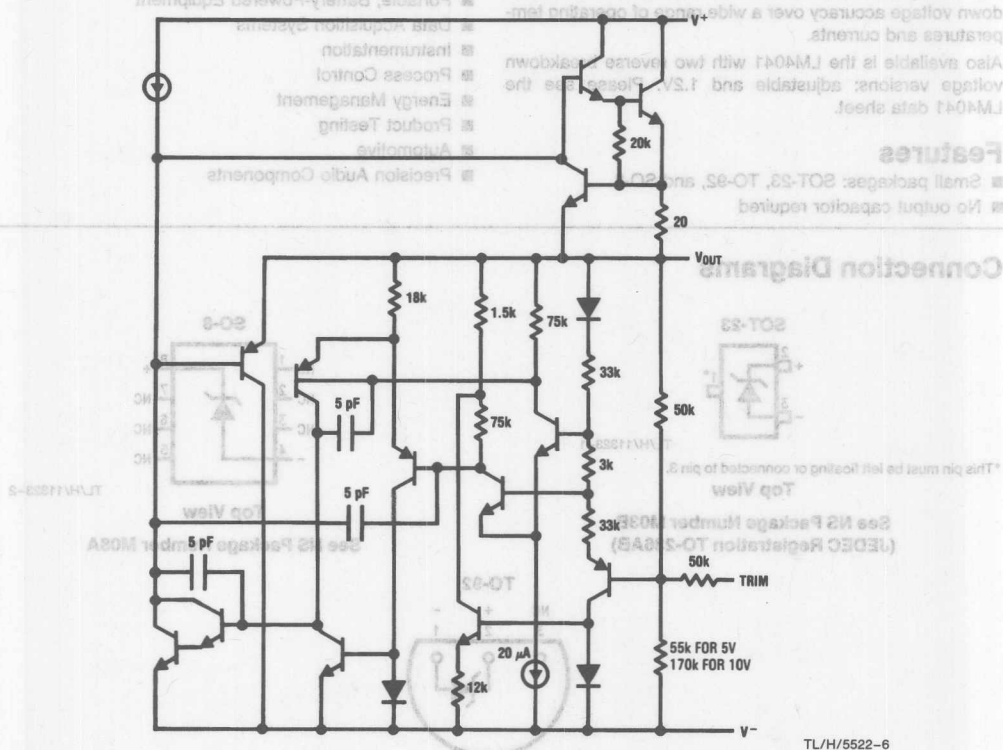 down voltage accuracy over a wide range of operating tem-
peratures and currents.
Also available is the LM4041 with two reverse breakdown
voltage versions: adjustable and 1.2V. Please see the
LM4041 data sheet.
Features
■ Small packages: SOT-23, TO-92, and SO-8
■ No output capacitor required
■ Portable, Battery-Powered Equipment
■ Data Acquisition Systems
■ Instrumentation
■ Process Control
■ Energy Management
■ Product Testing
■ Automotive
■ Precision Audio Components
Connection Diagrams
V+
20k
20
VOUT
18k
1.5k
75k
33k
50k
5 pF
75k
3k
5 pF
33k
5 pF
50k
TRIM
20 μA
55k FOR 5V
170k FOR 10V
12k
V−
TL/H/5522-6
SO-8
SOT-23
*This pin must be left floating or connected to pin 3.
Top View
See NS Package Number M03B
(JEDEC Registration TO-236AB)
Top View
See NS Package Number M08A
TO-92